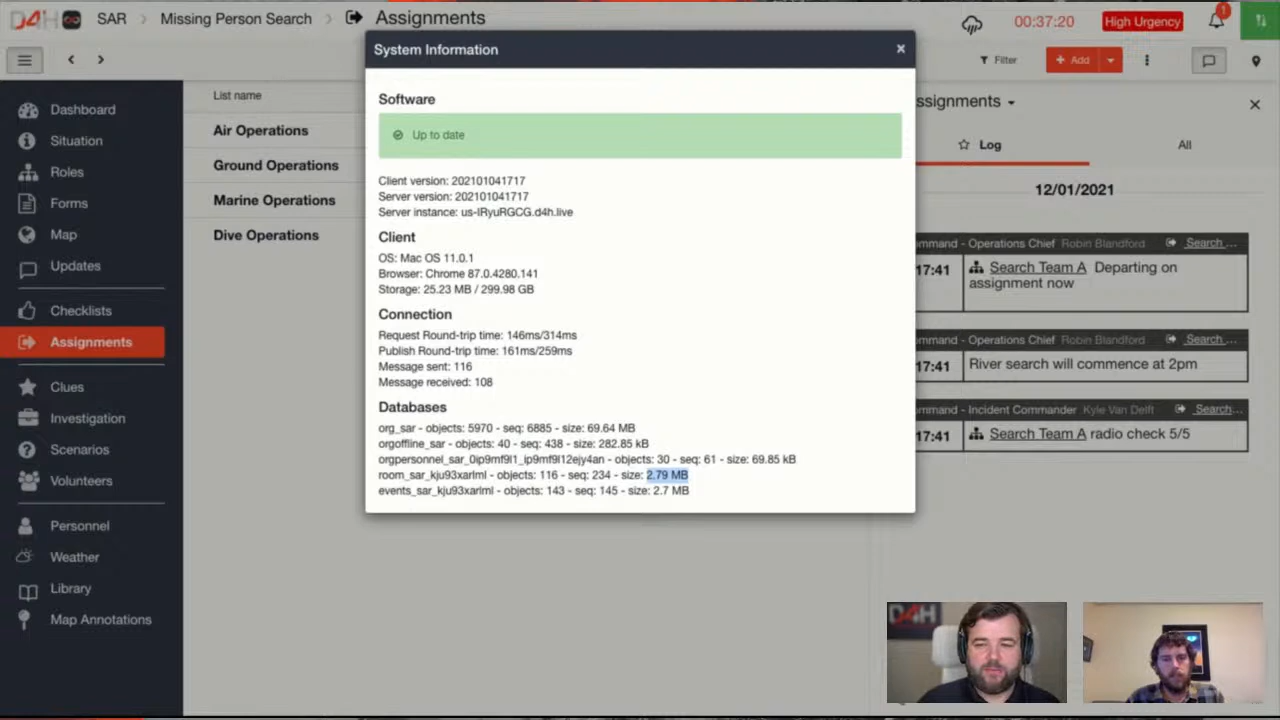 D4H SAR Missing Person Search Assignments 00:37:20 High Urgency 1
System Information ×
Filter + Add
Dashboard
Situation
Roles
Forms
Map
Updates
Checklists
Assignments
Clues
Investigation
Scenarios
Volunteers
Personnel
Weather
Library
Map Annotations
List name
Air Operations
Ground Operations
Marine Operations
Dive Operations
Software
Up to date
Client version: 202101041717
Server version: 202101041717
Server instance: us-IRyuRGCG.d4h.live
Client
OS: Mac OS 11.0.1
Browser: Chrome 87.0.4280.141
Storage: 25.23 MB / 299.98 GB
Connection
Request Round-trip time: 146ms/314ms
Publish Round-trip time: 161ms/259ms
Message sent: 116
Message received: 108
Databases
org_sar - objects: 5970 - seq: 6885 - size: 69.64 MB
orgoffline_sar - objects: 40 - seq: 438 - size: 282.85 kB
orgpersonnel_sar_0ip9mf9l1_ip9mf9l12ejy4an - objects: 30 - seq: 61 - size: 69.85 kB
room_sar_kju93xarlml - objects: 116 - seq: 234 - size: 2.79 MB
events_sar_kju93xarlml - objects: 143 - seq: 145 - size: 2.7 MB
ssignments
Log All
12/01/2021
mmand - Operations Chief Robin Blandford Search ...
17:41 Search Team A Departing on
assignment now
mmand - Operations Chief Robin Blandford Search ...
17:41 River search will commence at 2pm
mmand - Incident Commander Kyle Van Delft Search...
17:41 Search Team A radio check 5/5
D4H